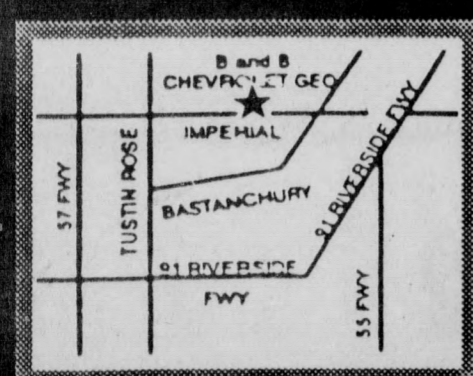 B and B
CHEVROLET GEO
IMPERIAL
57 FWY
TUSTIN ROSE
BASTANCHURY
91 RIVERSIDE FWY
91 RIVERSIDE
FWY
55 FWY